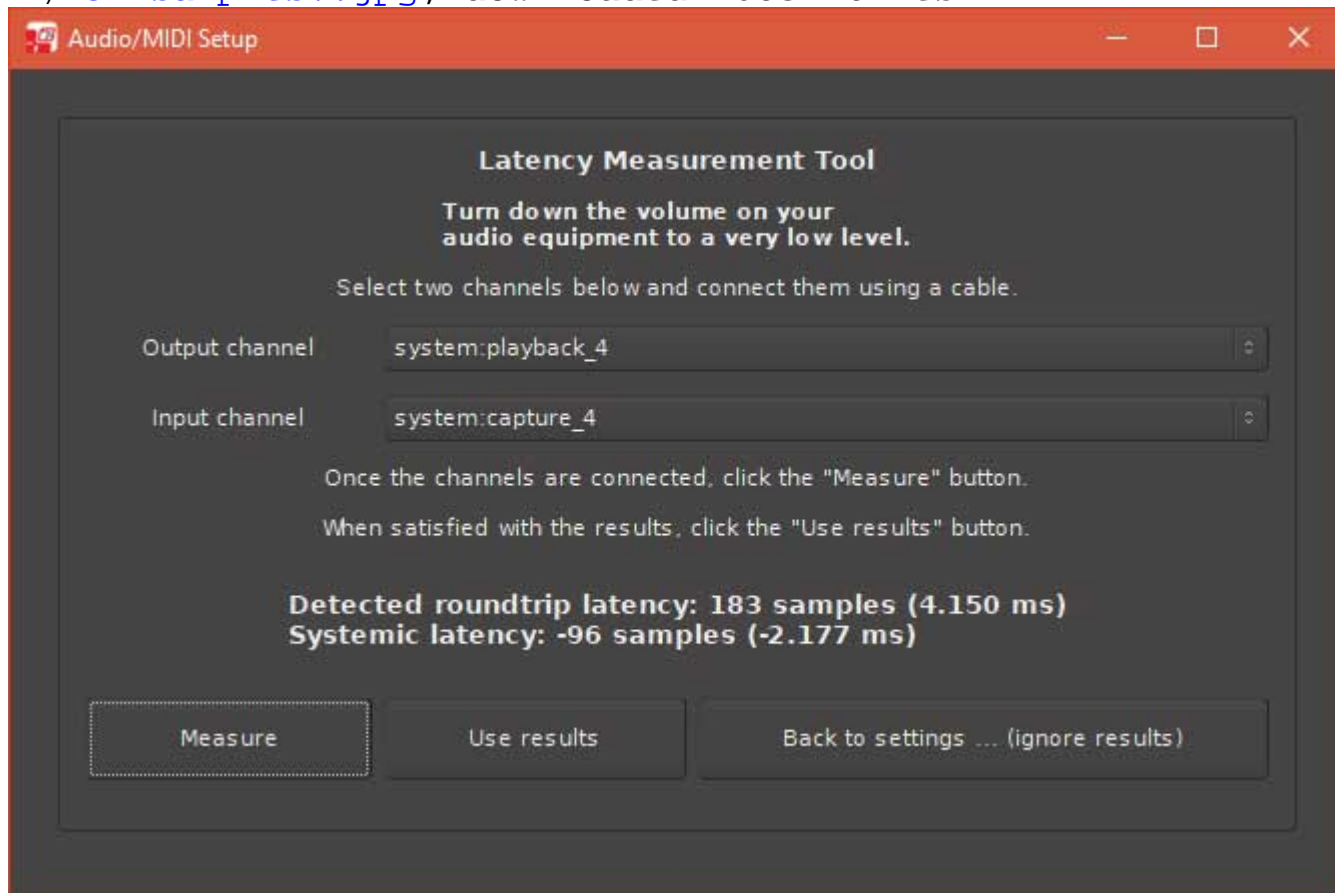 Audio/MIDI Setup
Latency Measurement Tool
Turn down the volume on your
audio equipment to a very low level.
Select two channels below and connect them using a cable.
Output channel system:playback_4
Input channel system:capture_4
Once the channels are connected, click the "Measure" button.
When satisfied with the results, click the "Use results" button.
Detected roundtrip latency: 183 samples (4.150 ms)
Systemic latency: -96 samples (-2.177 ms)
Measure Use results Back to settings ... (ignore results)